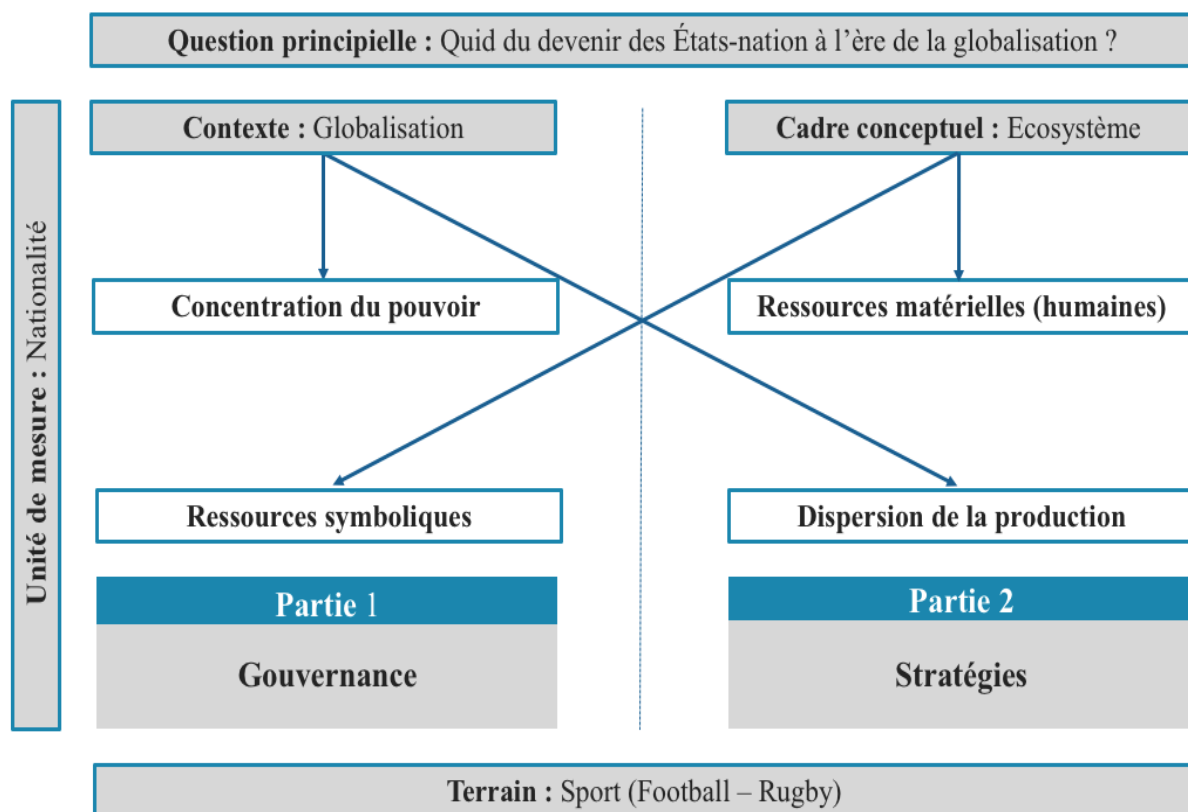 Question principielle : Quid du devenir des États-nation à l’ère de la globalisation ?
Unité de mesure : Nationalité
Contexte : Globalisation
Cadre conceptuel : Ecosystème
Concentration du pouvoir
Ressources matérielles (humaines)
Ressources symboliques
Dispersion de la production
Partie 1
Partie 2
Gouvernance
Stratégies
Terrain : Sport (Football – Rugby)